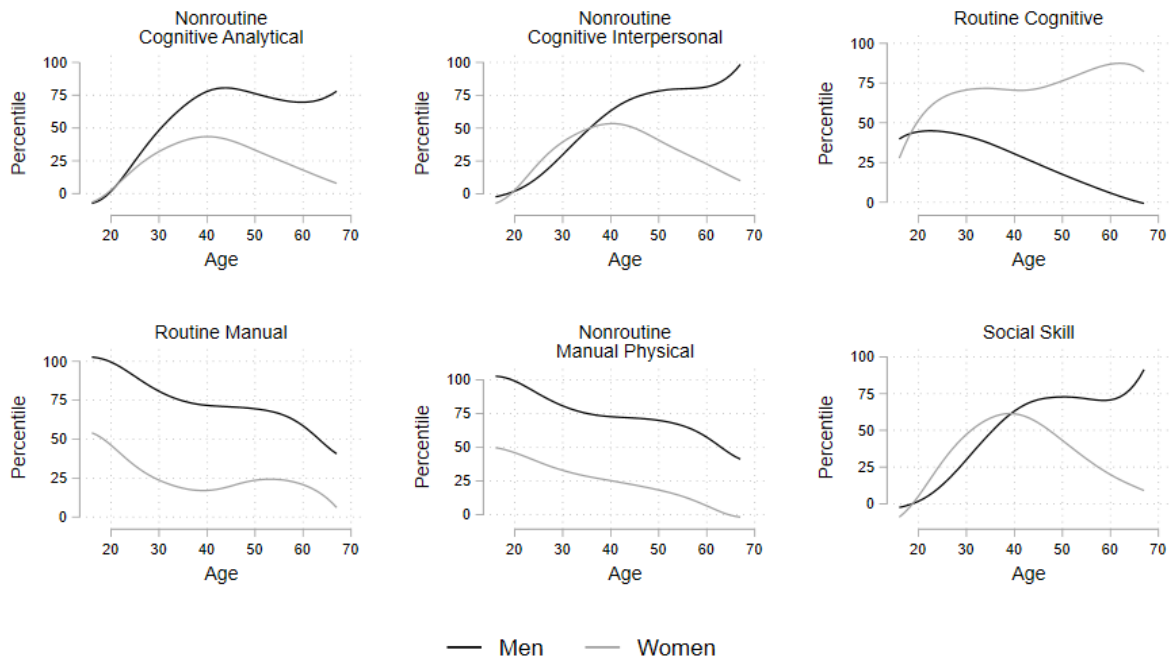 Nonroutine
Cognitive Analytical
Percentile
100
75
50
25
0
20 30 40 50 60 70
Age
Nonroutine
Cognitive Interpersonal
Percentile
100
75
50
25
0
20 30 40 50 60 70
Age
Routine Cognitive
Percentile
100
75
50
25
0
20 30 40 50 60 70
Age
Routine Manual
Percentile
100
75
50
25
0
20 30 40 50 60 70
Age
Nonroutine
Manual Physical
Percentile
100
75
50
25
0
20 30 40 50 60 70
Age
Social Skill
Percentile
100
75
50
25
0
20 30 40 50 60 70
Age
Men Women